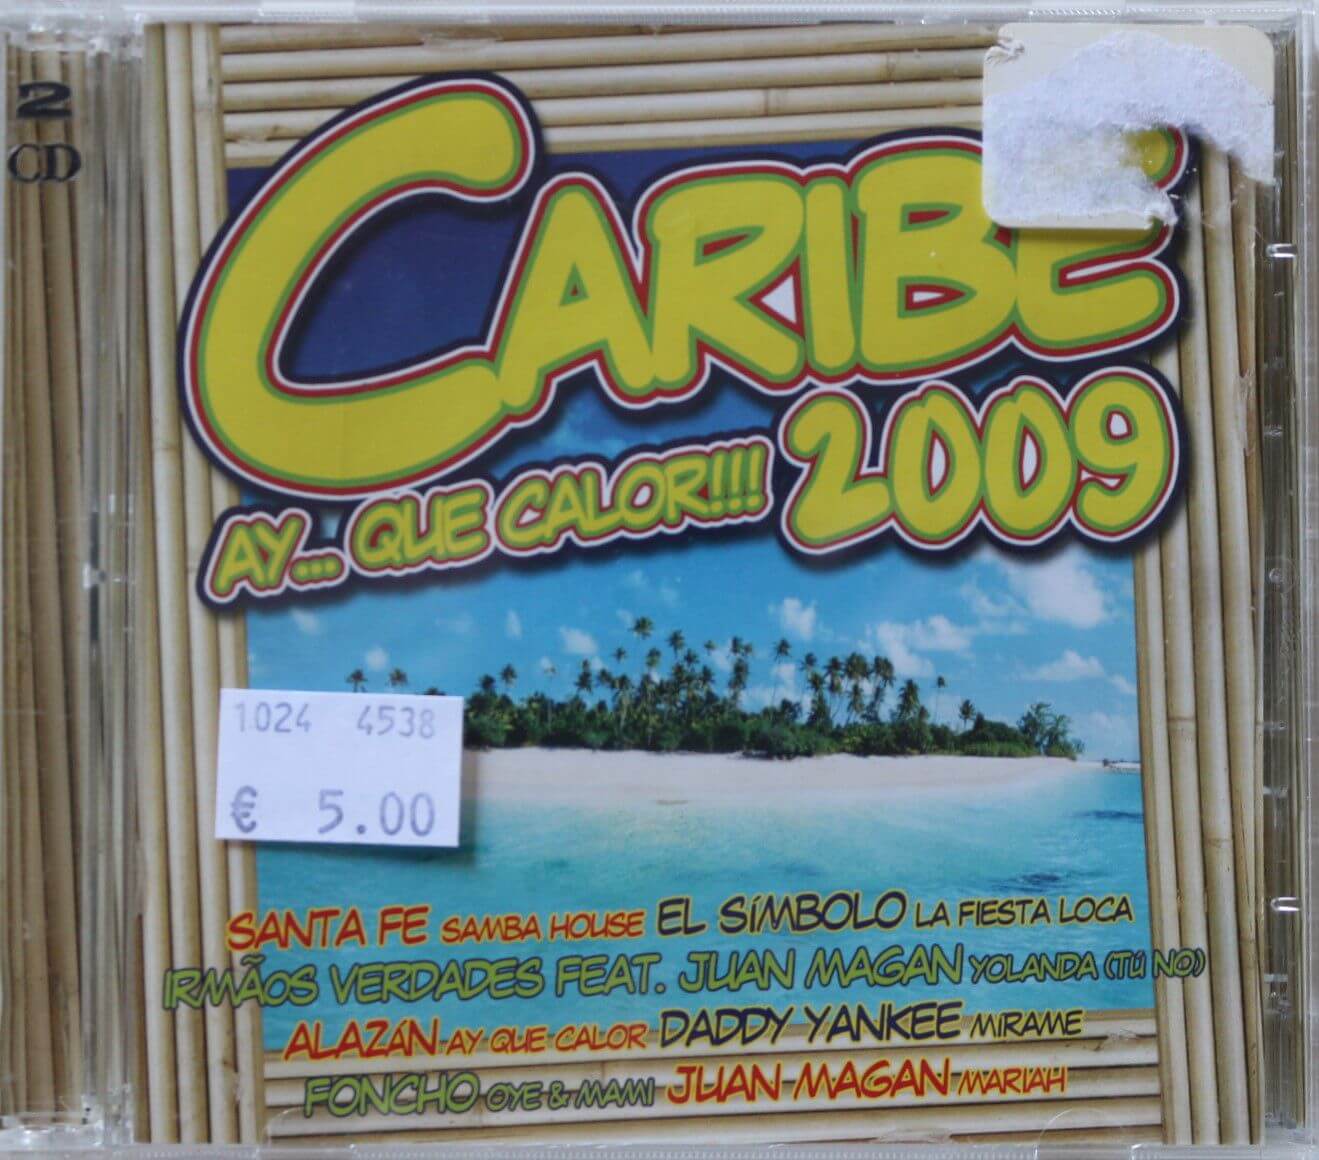 2
CD
CARIBE
2009
AY... QUE CALOR!!!
1024 4538
€ 5.00
SANTA FE SAMBA HOUSE EL SÍMBOLO LA FIESTA LOCA
IRMÃOS VERDADES FEAT. JUAN MAGAN YOLANDA (TÚ NO)
ALAZÁN AY QUE CALOR DADDY YANKEE MIRAME
FONCHO OYE & MAMI JUAN MAGAN MARIAH